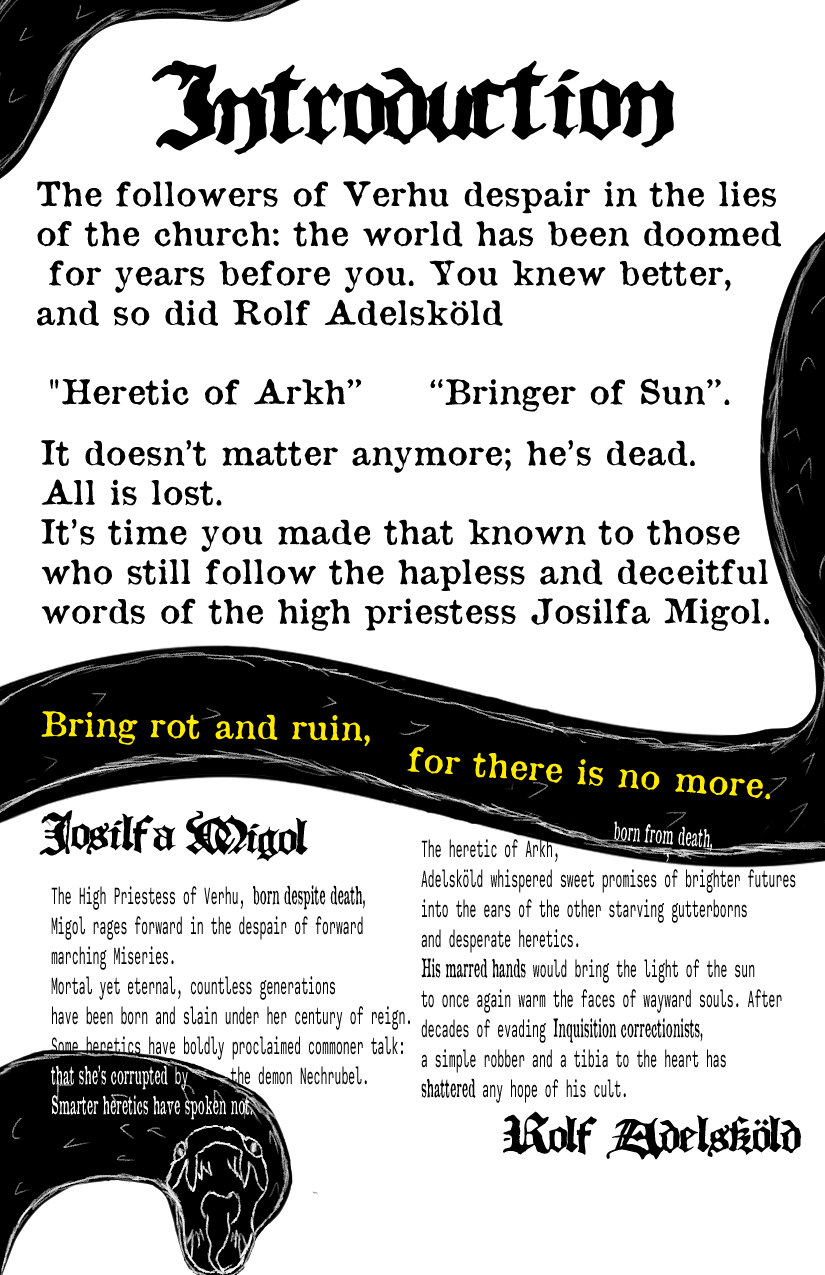 Introduction
The followers of Verhu despair in the lies
of the church: the world has been doomed
for years before you. You knew better,
and so did Rolf Adelsköld
"Heretic of Arkh” “Bringer of Sun”.
It doesn’t matter anymore; he’s dead.
All is lost.
It’s time you made that known to those
who still follow the hapless and deceitful
words of the high priestess Josilfa Migol.
Bring rot and ruin,
for there is no more.
Josilfa Migol
The High Priestess of Verhu, born despite death,
Migol rages forward in the despair of forward
marching Miseries.
Mortal yet eternal, countless generations
have been born and slain under her century of reign.
Some heretics have boldly proclaimed commoner talk:
that she's corrupted by the demon Nechrubel.
Smarter heretics have spoken not.
The heretic of Arkh, born from death,
Adelsköld whispered sweet promises of brighter futures
into the ears of the other starving gutterborns
and desperate heretics.
His marred hands would bring the light of the sun
to once again warm the faces of wayward souls. After
decades of evading Inquisition correctionists,
a simple robber and a tibia to the heart has
shattered any hope of his cult.
Rolf Adelsköld